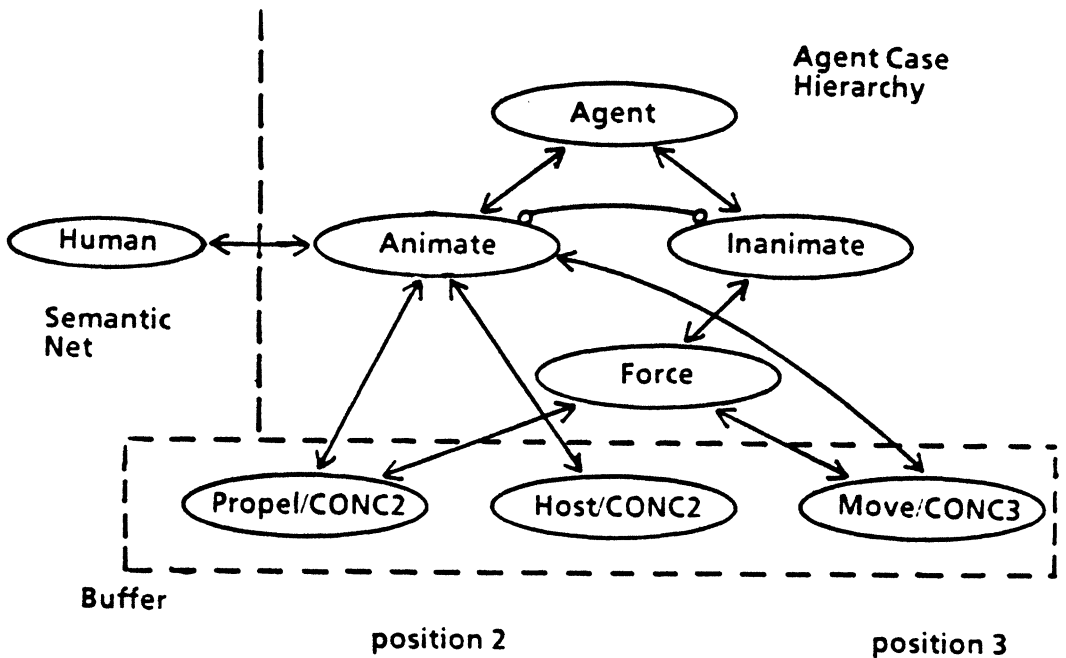 Agent Case
Hierarchy
Agent
Human
Animate
Inanimate
Semantic
Net
Force
Propel/CONC2
Host/CONC2
Move/CONC3
Buffer
position 2
position 3